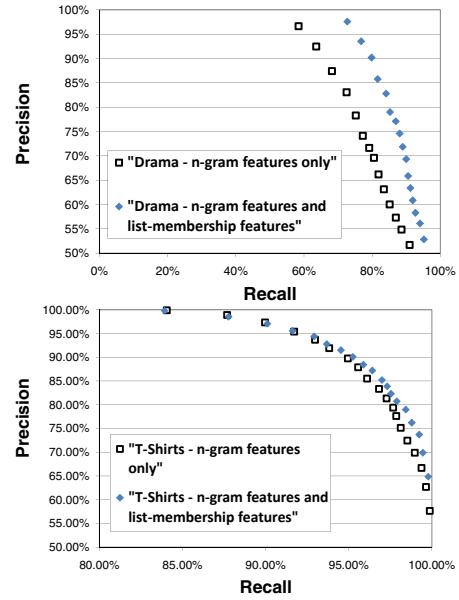 100%
95%
90%
85%
80%
75%
70%
65%
60%
55%
50%
Precision
"Drama - n-gram features only"
"Drama - n-gram features and
list-membership features"
0% 20% 40% 60% 80% 100%
Recall
100.00%
95.00%
90.00%
85.00%
80.00%
75.00%
70.00%
65.00%
60.00%
55.00%
50.00%
Precision
"T-Shirts - n-gram features
only"
"T-Shirts - n-gram features and
list-membership features"
80.00% 85.00% 90.00% 95.00% 100.00%
Recall